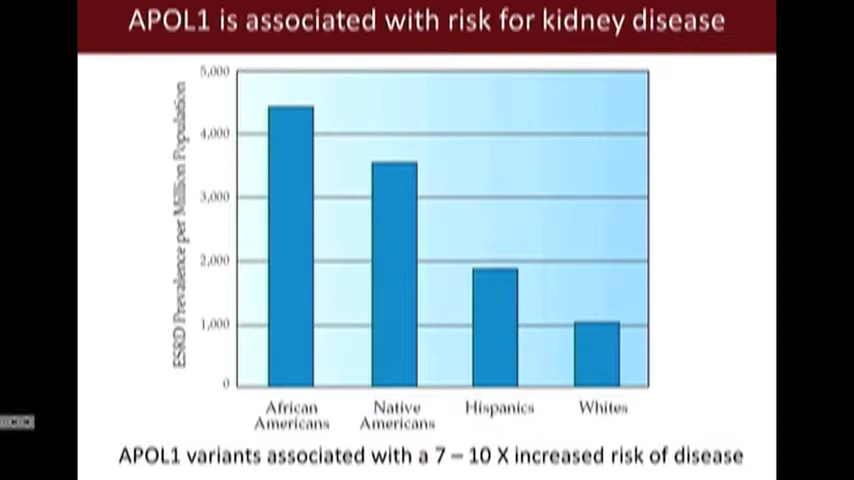 APOL1 is associated with risk for kidney disease
ESRD Prevalence per Million Population
5,000
4,000
3,000
2,000
1,000
0
African Americans
Native Americans
Hispanics
Whites
APOL1 variants associated with a 7 – 10 X increased risk of disease